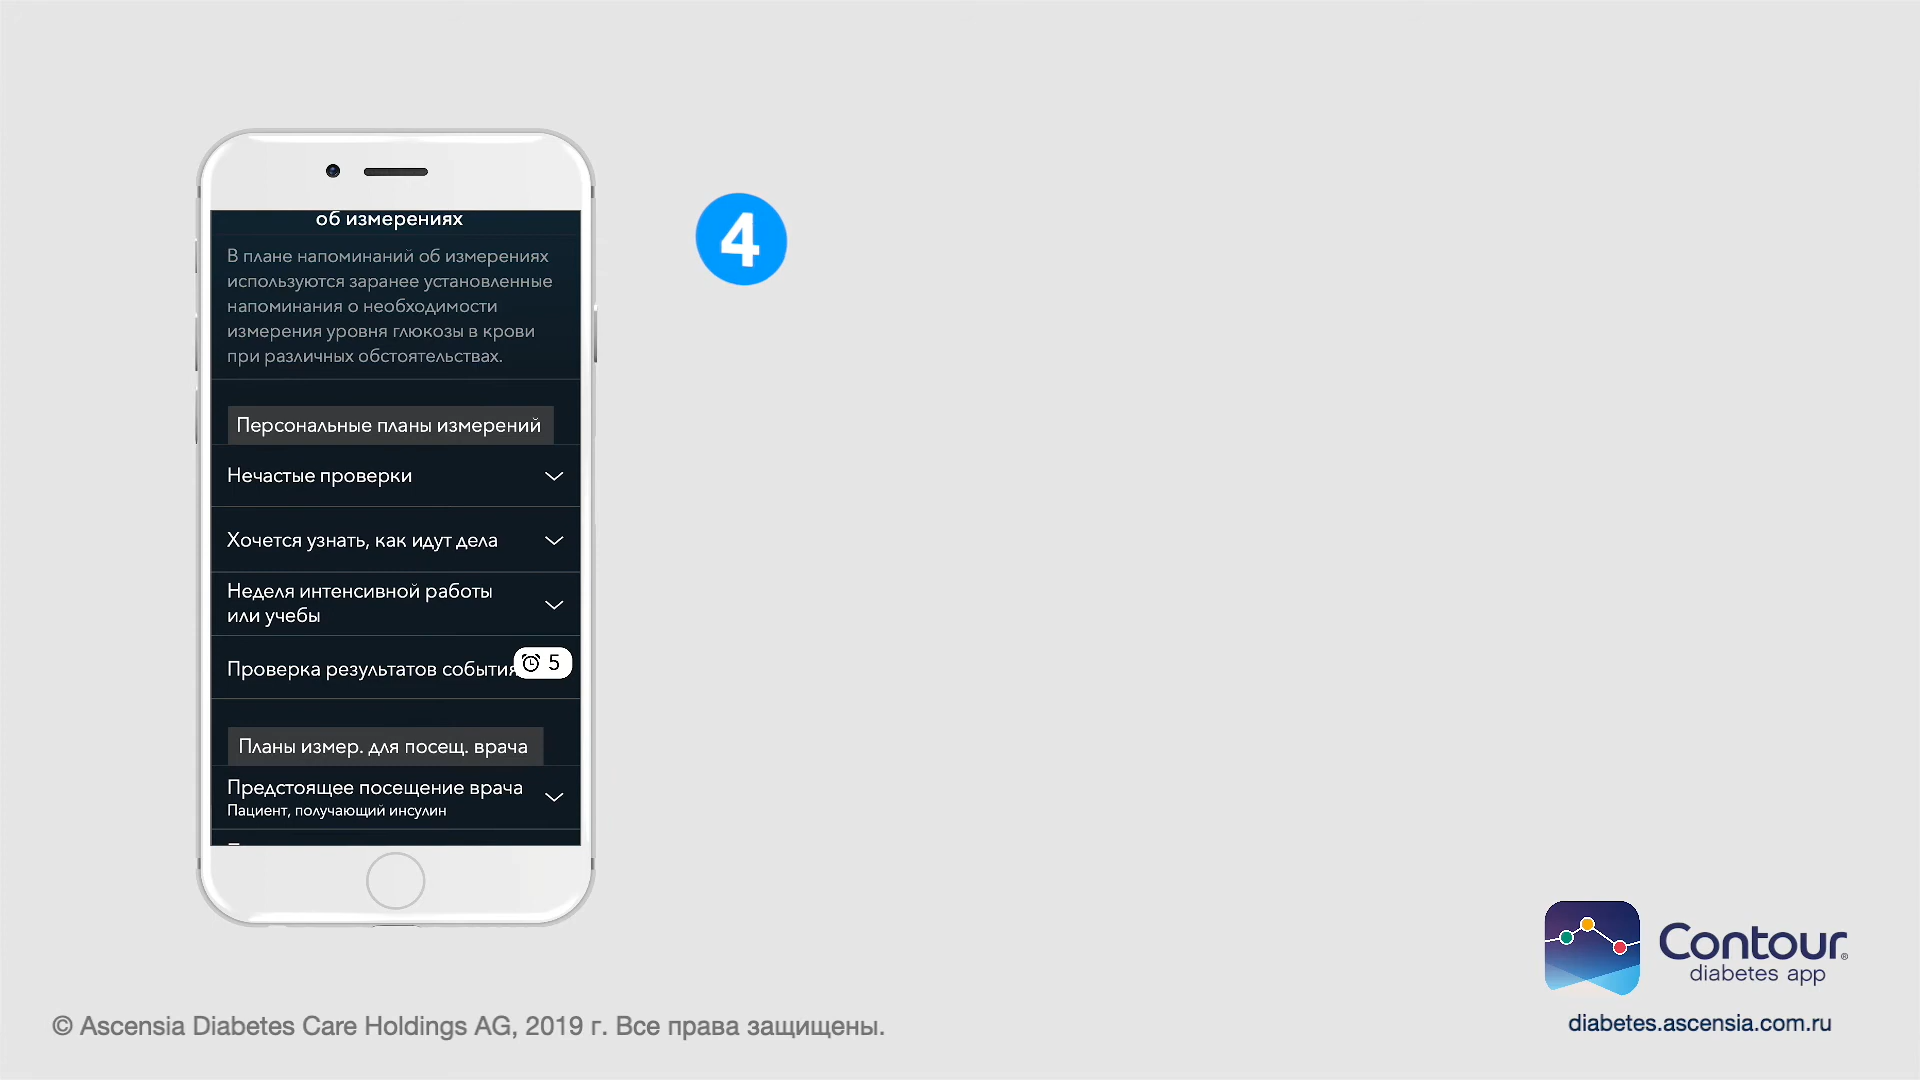 об измерениях
В плане напоминаний об измерениях
используются заранее установленные
напоминания о необходимости
измерения уровня глюкозы в крови
при различных обстоятельствах.
Персональные планы измерений
Нечастые проверки
Хочется узнать, как идут дела
Неделя интенсивной работы
или учебы
Проверка результатов события
5
Планы измер. для посещ. врача
Предстоящее посещение врача
Пациент, получающий инсулин
4
Contour®
diabetes app
diabetes.ascensia.com.ru
© Ascensia Diabetes Care Holdings AG, 2019 г. Все права защищены.